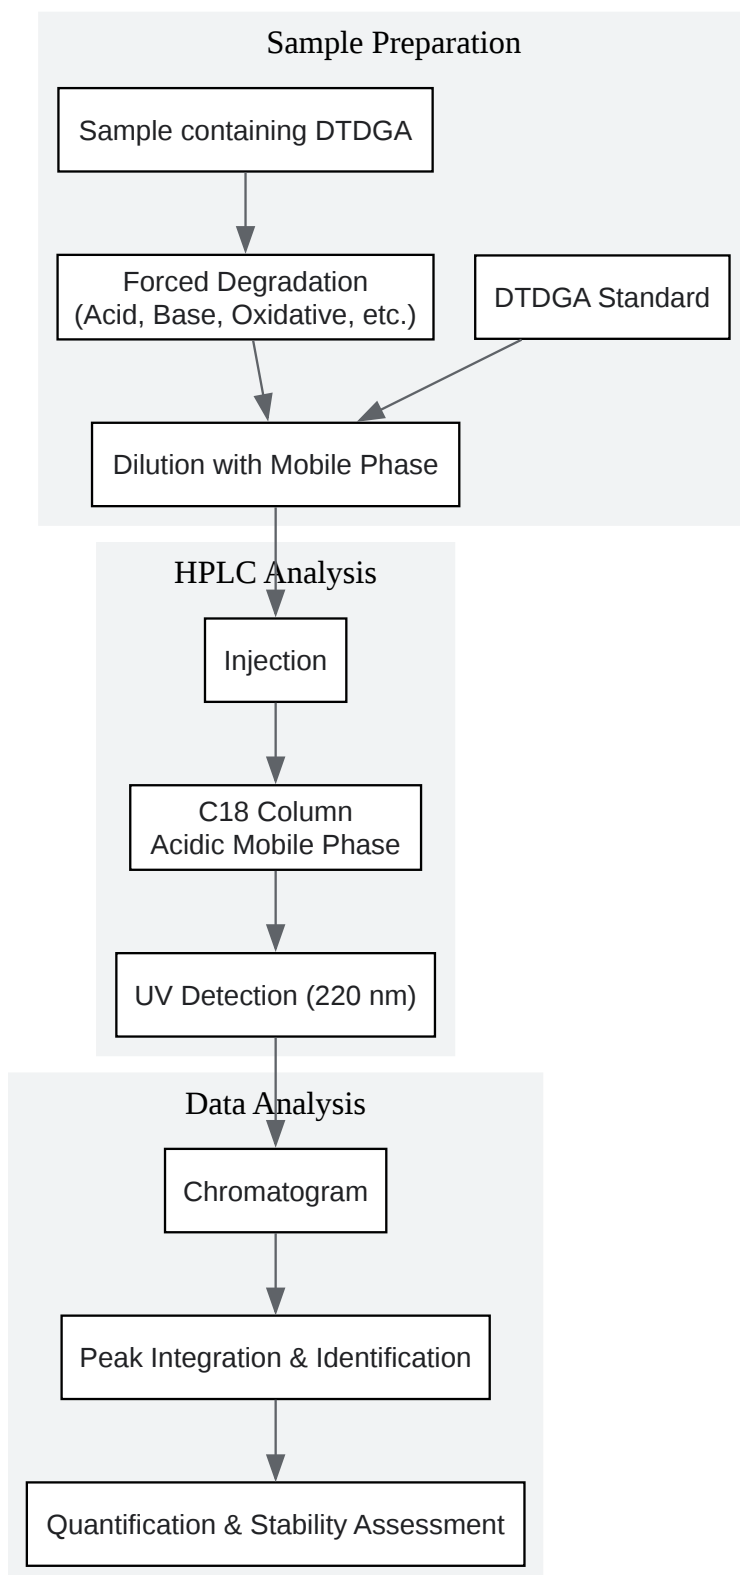 Sample Preparation
Sample containing DTDGA
Forced Degradation
(Acid, Base, Oxidative, etc.)
DTDGA Standard
Dilution with Mobile Phase
HPLC Analysis
Injection
C18 Column
Acidic Mobile Phase
UV Detection (220 nm)
Data Analysis
Chromatogram
Peak Integration & Identification
Quantification & Stability Assessment